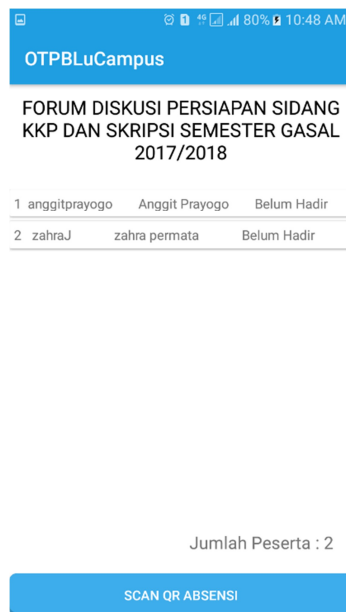 4G 80% 10:48 AM
OTPBLuCampus
FORUM DISKUSI PERSIAPAN SIDANG
KKP DAN SKRIPSI SEMESTER GASAL
2017/2018
1 anggitprayogo Anggit Prayogo Belum Hadir
2 zahraJ zahra permata Belum Hadir
Jumlah Peserta : 2
SCAN QR ABSENSI